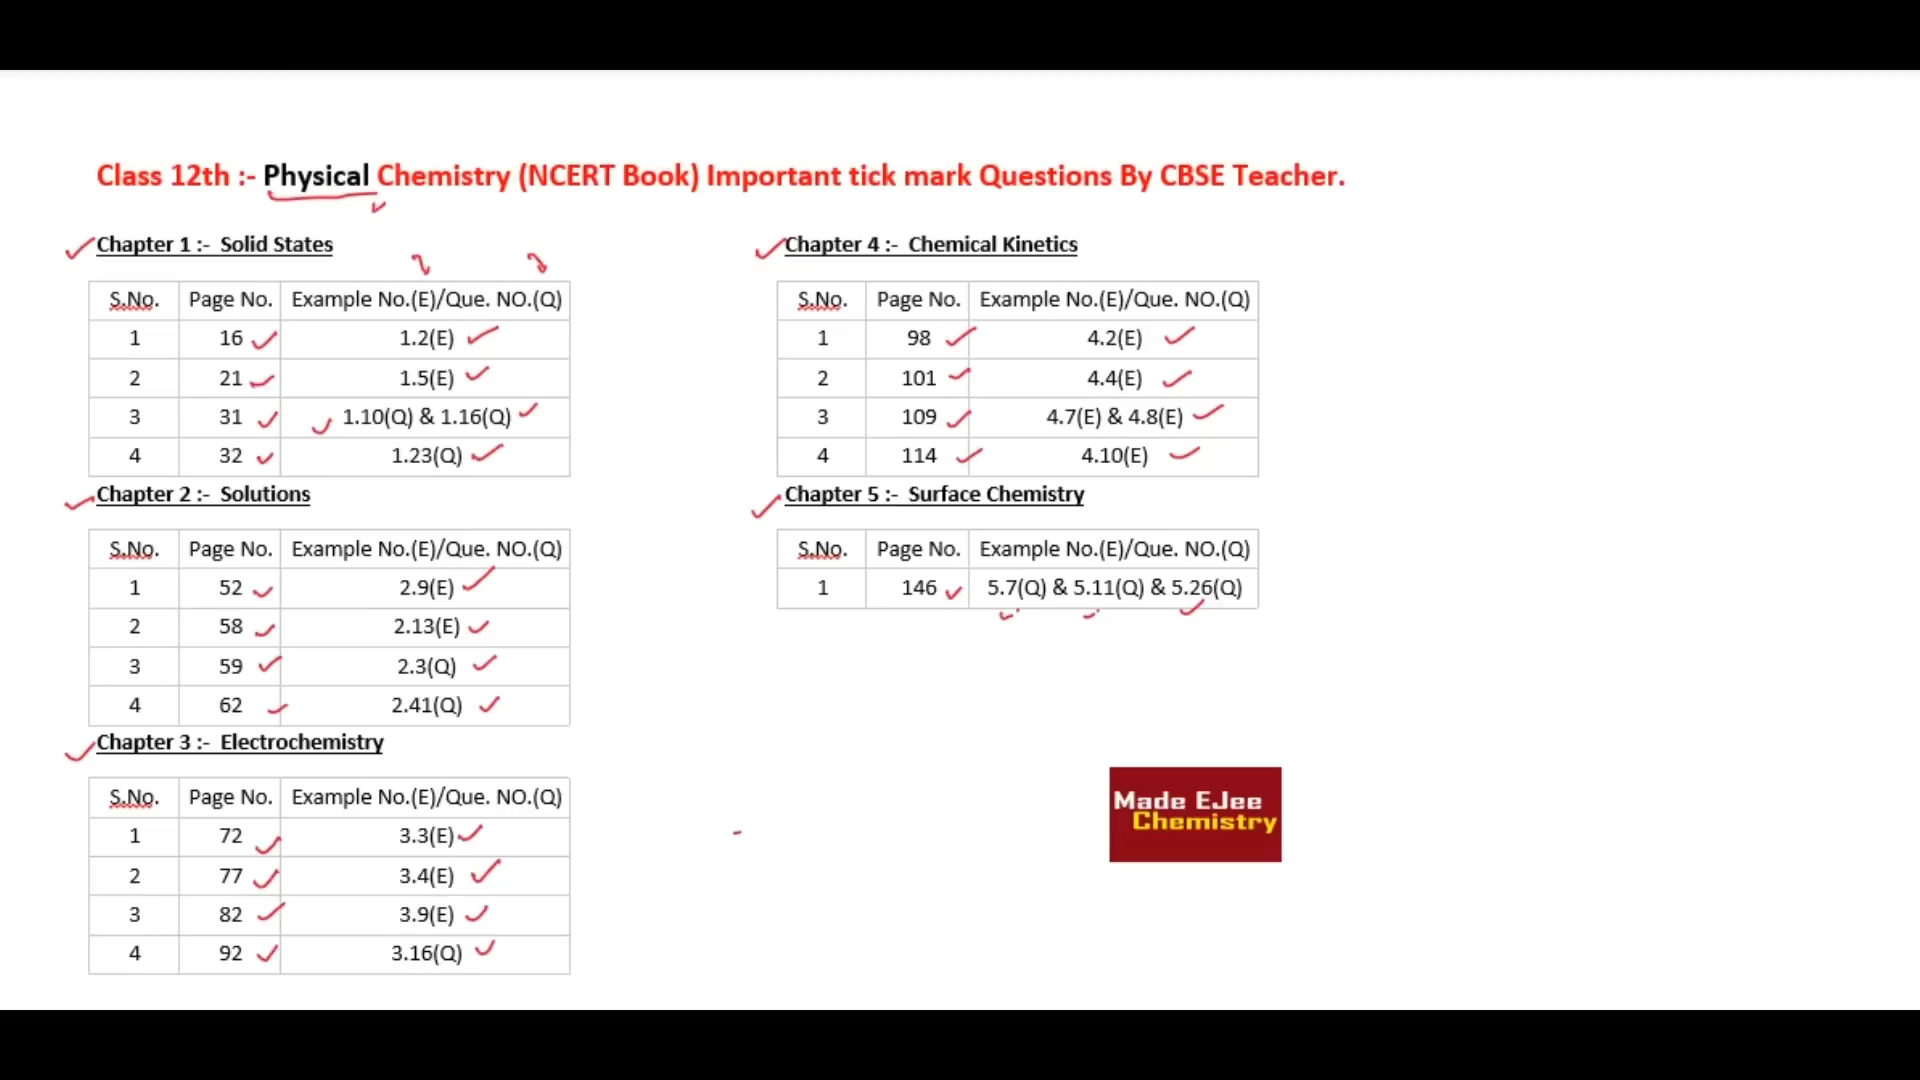 Class 12th :- Physical Chemistry (NCERT Book) Important tick mark Questions By CBSE Teacher.
Chapter 1 :- Solid States
S.No. Page No. Example No.(E)/Que. NO.(Q)
1 16 1.2(E)
2 21 1.5(E)
3 31 1.10(Q) & 1.16(Q)
4 32 1.23(Q)
Chapter 2 :- Solutions
S.No. Page No. Example No.(E)/Que. NO.(Q)
1 52 2.9(E)
2 58 2.13(E)
3 59 2.3(Q)
4 62 2.41(Q)
Chapter 3 :- Electrochemistry
S.No. Page No. Example No.(E)/Que. NO.(Q)
1 72 3.3(E)
2 77 3.4(E)
3 82 3.9(E)
4 92 3.16(Q)
Chapter 4 :- Chemical Kinetics
S.No. Page No. Example No.(E)/Que. NO.(Q)
1 98 4.2(E)
2 101 4.4(E)
3 109 4.7(E) & 4.8(E)
4 114 4.10(E)
Chapter 5 :- Surface Chemistry
S.No. Page No. Example No.(E)/Que. NO.(Q)
1 146 5.7(Q) & 5.11(Q) & 5.26(Q)
Made EJee
Chemistry